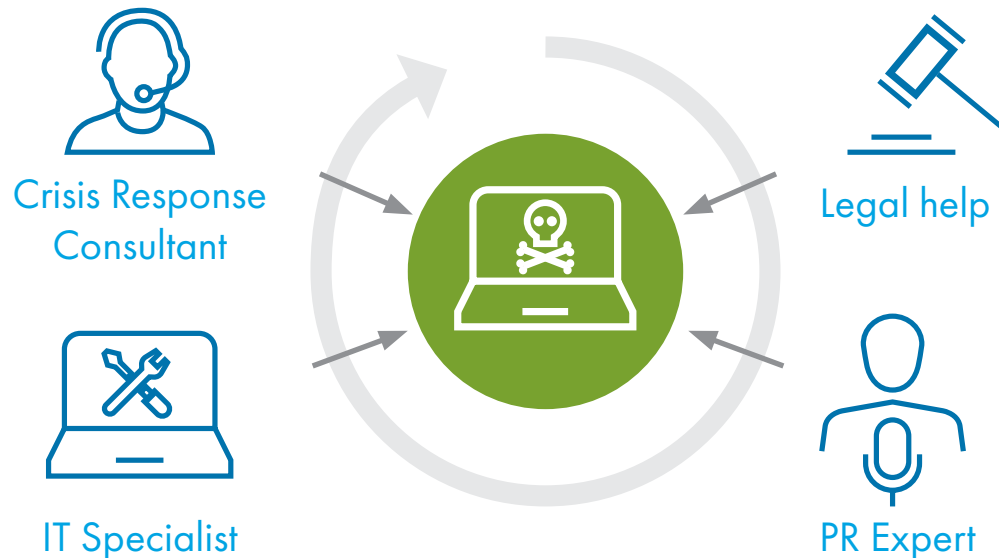 Crisis Response
Consultant
Legal help
IT Specialist
PR Expert